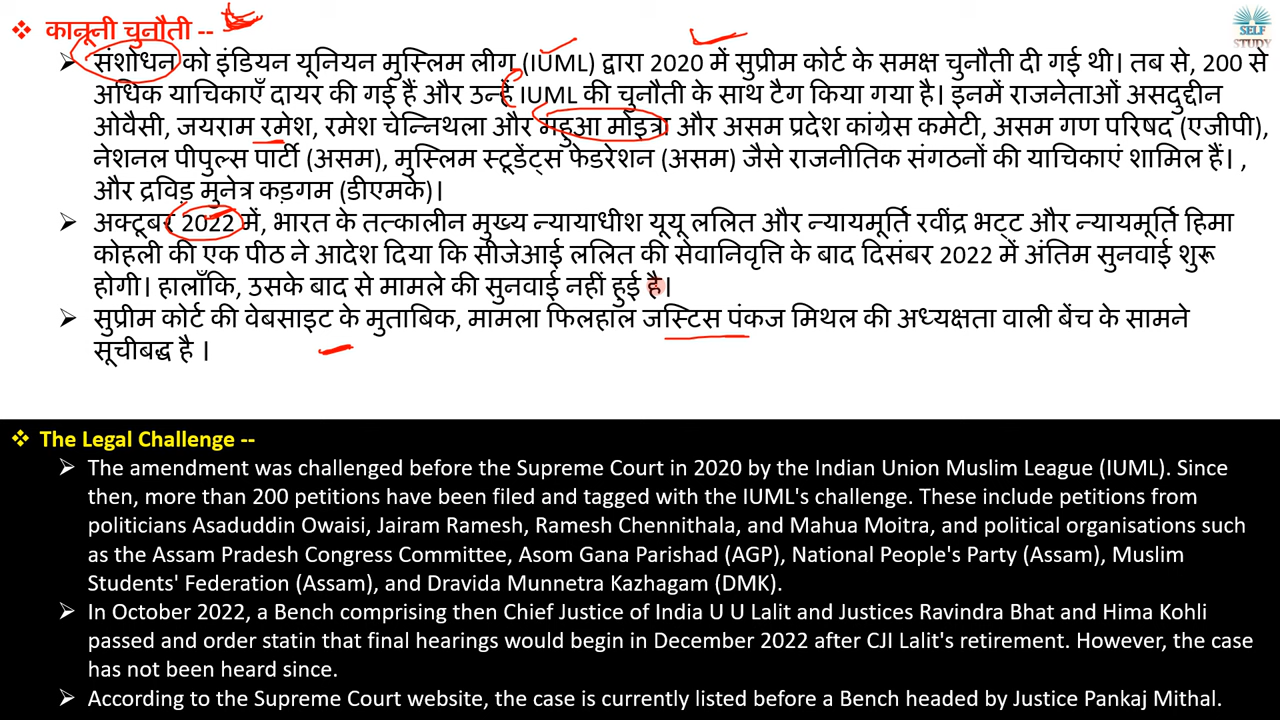 ❖ कानूनी चुनौती --
SELF
STUDY
➢ संशोधन को इंडियन यूनियन मुस्लिम लीग (IUML) द्वारा 2020 में सुप्रीम कोर्ट के समक्ष चुनौती दी गई थी। तब से, 200 से
अधिक याचिकाएँ दायर की गई हैं और उन्हें IUML की चुनौती के साथ टैग किया गया है। इनमें राजनेताओं असदुद्दीन
ओवैसी, जयराम रमेश, रमेश चेन्निथला और महुआ मोइत्रा और असम प्रदेश कांग्रेस कमेटी, असम गण परिषद (एजीपी),
नेशनल पीपुल्स पार्टी (असम), मुस्लिम स्टूडेंट्स फेडरेशन (असम) जैसे राजनीतिक संगठनों की याचिकाएं शामिल हैं। ,
और द्रविड़ मुनेत्र कड़गम (डीएमके)।
➢ अक्टूबर 2022 में, भारत के तत्कालीन मुख्य न्यायाधीश यूयू ललित और न्यायमूर्ति रवींद्र भट्ट और न्यायमूर्ति हिमा
कोहली की एक पीठ ने आदेश दिया कि सीजेआई ललित की सेवानिवृत्ति के बाद दिसंबर 2022 में अंतिम सुनवाई शुरू
होगी। हालाँकि, उसके बाद से मामले की सुनवाई नहीं हुई है।
➢ सुप्रीम कोर्ट की वेबसाइट के मुताबिक, मामला फिलहाल जस्टिस पंकज मिथल की अध्यक्षता वाली बेंच के सामने
सूचीबद्ध है ।
❖ The Legal Challenge --
➢ The amendment was challenged before the Supreme Court in 2020 by the Indian Union Muslim League (IUML). Since
then, more than 200 petitions have been filed and tagged with the IUML's challenge. These include petitions from
politicians Asaduddin Owaisi, Jairam Ramesh, Ramesh Chennithala, and Mahua Moitra, and political organisations such
as the Assam Pradesh Congress Committee, Asom Gana Parishad (AGP), National People's Party (Assam), Muslim
Students' Federation (Assam), and Dravida Munnetra Kazhagam (DMK).
➢ In October 2022, a Bench comprising then Chief Justice of India U U Lalit and Justices Ravindra Bhat and Hima Kohli
passed and order statin that final hearings would begin in December 2022 after CJI Lalit's retirement. However, the case
has not been heard since.
➢ According to the Supreme Court website, the case is currently listed before a Bench headed by Justice Pankaj Mithal.